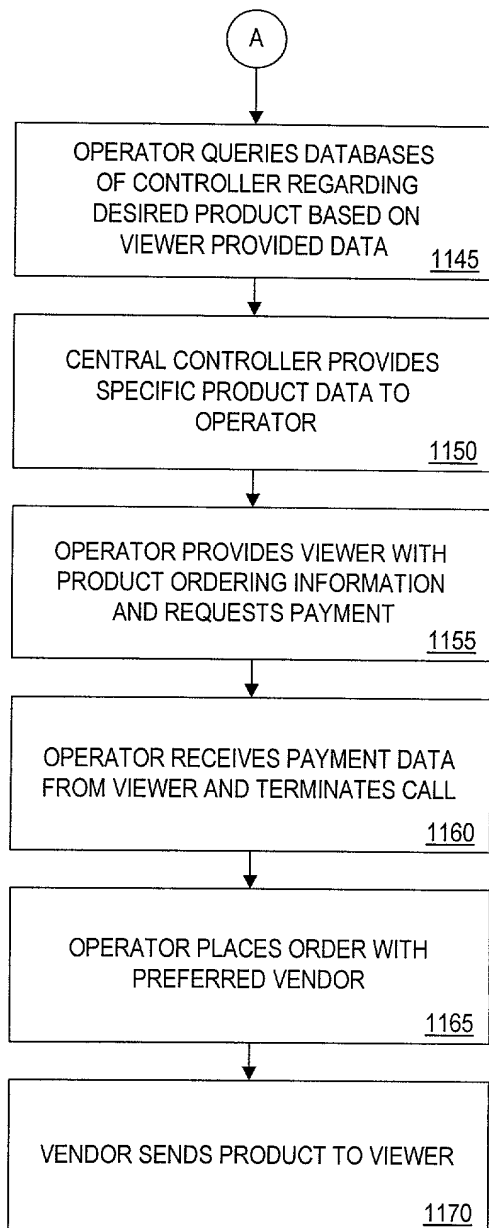 A
OPERATOR QUERIES DATABASES
OF CONTROLLER REGARDING
DESIRED PRODUCT BASED ON
VIEWER PROVIDED DATA
1145
CENTRAL CONTROLLER PROVIDES
SPECIFIC PRODUCT DATA TO
OPERATOR
1150
OPERATOR PROVIDES VIEWER WITH
PRODUCT ORDERING INFORMATION
AND REQUESTS PAYMENT
1155
OPERATOR RECEIVES PAYMENT DATA
FROM VIEWER AND TERMINATES CALL
1160
OPERATOR PLACES ORDER WITH
PREFERRED VENDOR
1165
VENDOR SENDS PRODUCT TO VIEWER
1170